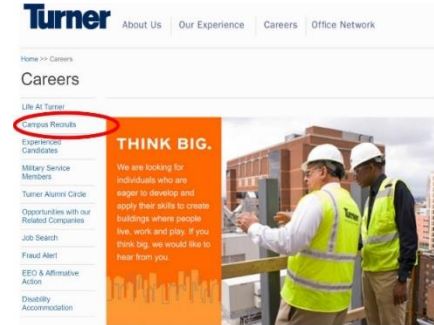 Turner
About Us Our Experience Careers Office Network
Home >> Careers
Careers
Life At Turner
Campus Recruits
Experienced
Candidates
Military Service
Members
Turner Alumni Circle
Opportunities with our
Related Companies
Job Search
Fraud Alert
EEO & Affirmative
Action
Disability
Accommodation
THINK BIG.
We are looking for
individuals who are
eager to develop and
apply their skills to create
buildings where people
live, work and play. If you
think big, we would like to
hear from you.
Turner